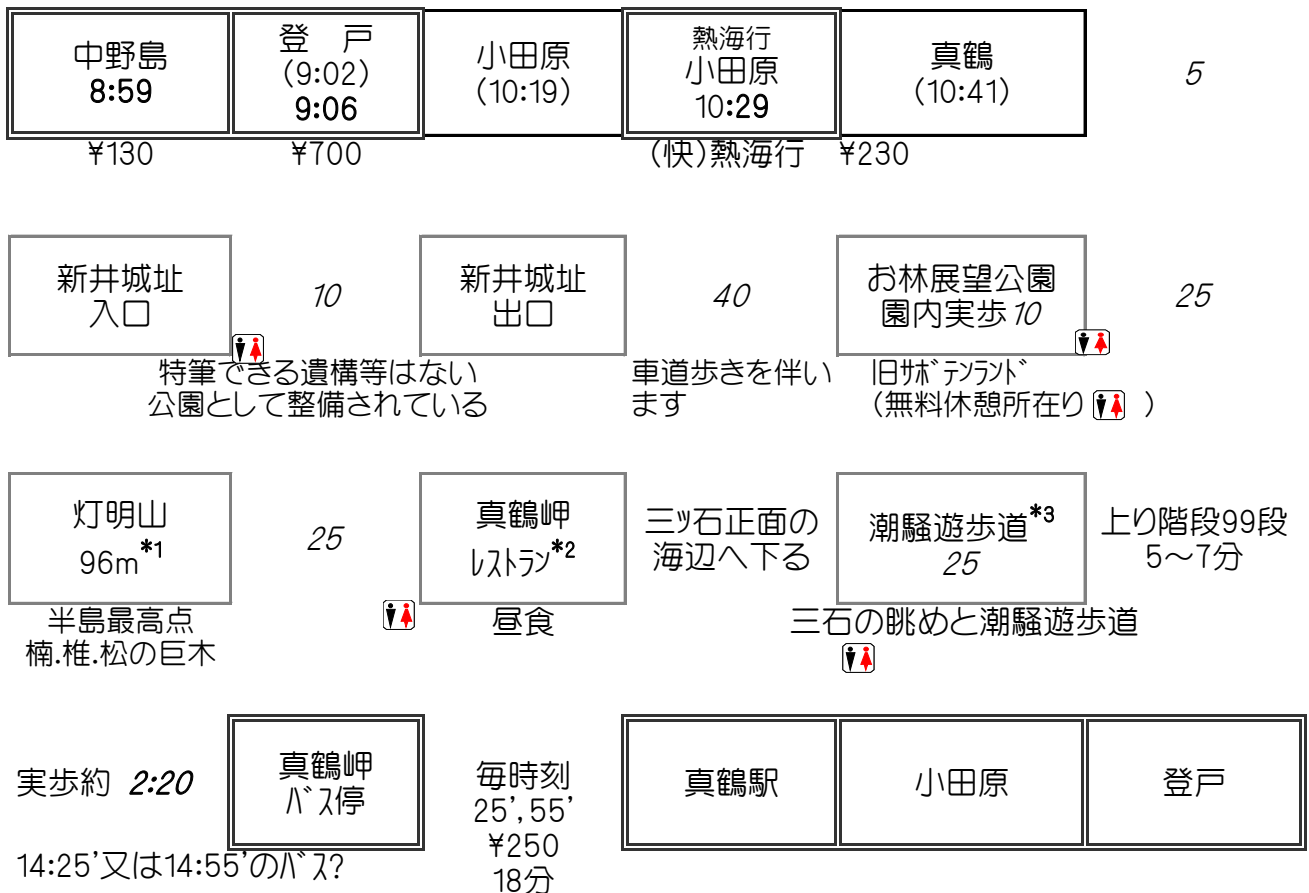 中野島
8:59
登 戸
(9:02)
9:06
小田原
(10:19)
熱海行
小田原
10:29
真鶴
(10:41)
5
¥130
¥700
(快)熱海行
¥230
新井城址
入口
10
新井城址
出口
40
お林展望公園
園内実歩10
25
特筆できる遺構等はない
公園として整備されている
車道歩きを伴い
ます
旧ｻﾎﾞﾃﾝﾗﾝﾄﾞ
(無料休憩所在り )
灯明山
96m*1
25
真鶴岬
ﾚｽﾄﾗﾝ*2
三ﾂ石正面の
海辺へ下る
潮騒遊歩道*3
25
上り階段99段
5～7分
半島最高点
楠.椎.松の巨木
昼食
三石の眺めと潮騒遊歩道
実歩約 2:20
真鶴岬
ﾊﾞｽ停
毎時刻
25',55'
¥250
18分
真鶴駅
小田原
登戸
14:25'又は14:55'のﾊﾞｽ?